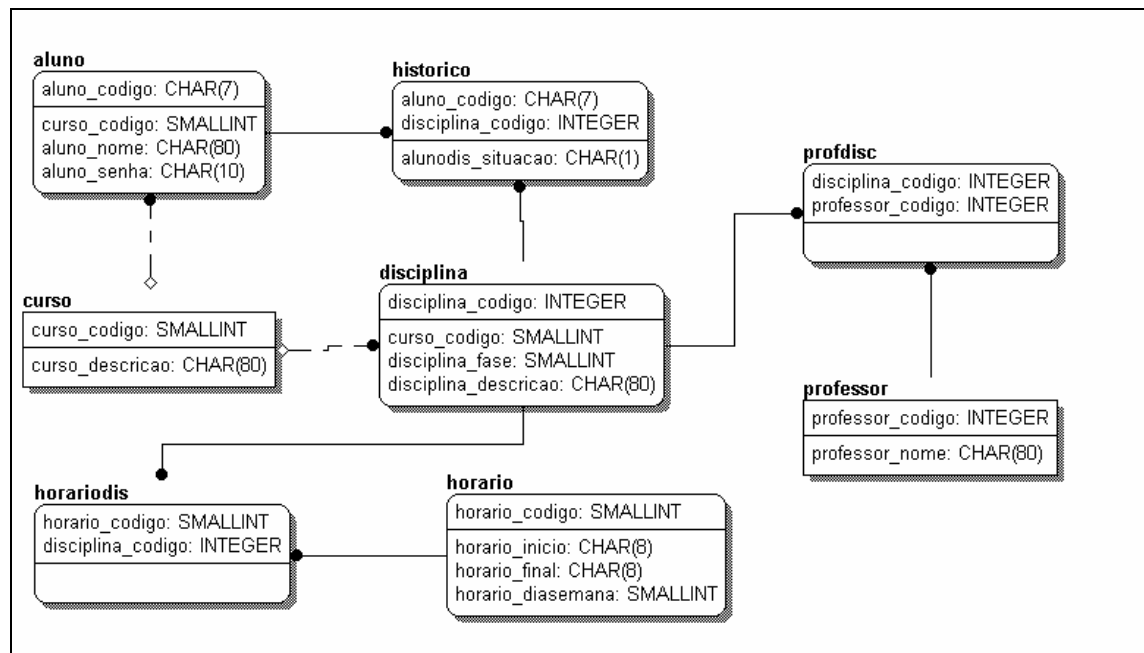 aluno
aluno_codigo: CHAR(7)
curso_codigo: SMALLINT
aluno_nome: CHAR(80)
aluno_senha: CHAR(10)
historico
aluno_codigo: CHAR(7)
disciplina_codigo: INTEGER
alunodis_situacao: CHAR(1)
profdisc
disciplina_codigo: INTEGER
professor_codigo: INTEGER
curso
curso_codigo: SMALLINT
curso_descricao: CHAR(80)
disciplina
disciplina_codigo: INTEGER
curso_codigo: SMALLINT
disciplina_fase: SMALLINT
disciplina_descricao: CHAR(80)
professor
professor_codigo: INTEGER
professor_nome: CHAR(80)
horariodis
horario_codigo: SMALLINT
disciplina_codigo: INTEGER
horario
horario_codigo: SMALLINT
horario_inicio: CHAR(8)
horario_final: CHAR(8)
horario_diasemana: SMALLINT